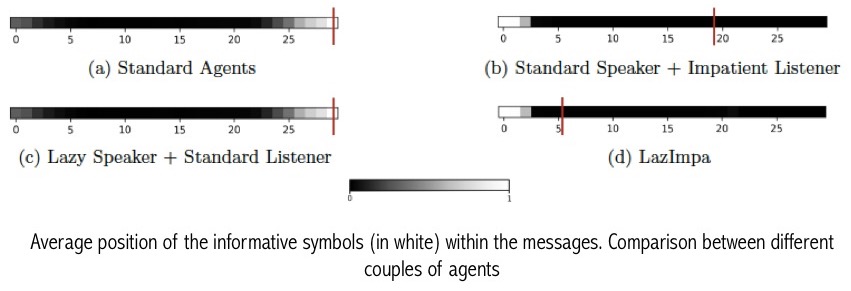 0 5 10 15 20 25
0 5 10 15 20 25
(a) Standard Agents
(b) Standard Speaker + Impatient Listener
0 5 10 15 20 25
0 5 10 15 20 25
(c) Lazy Speaker + Standard Listener
(d) LazImpa
0 1
Average position of the informative symbols (in white) within the messages. Comparison between different
couples of agents